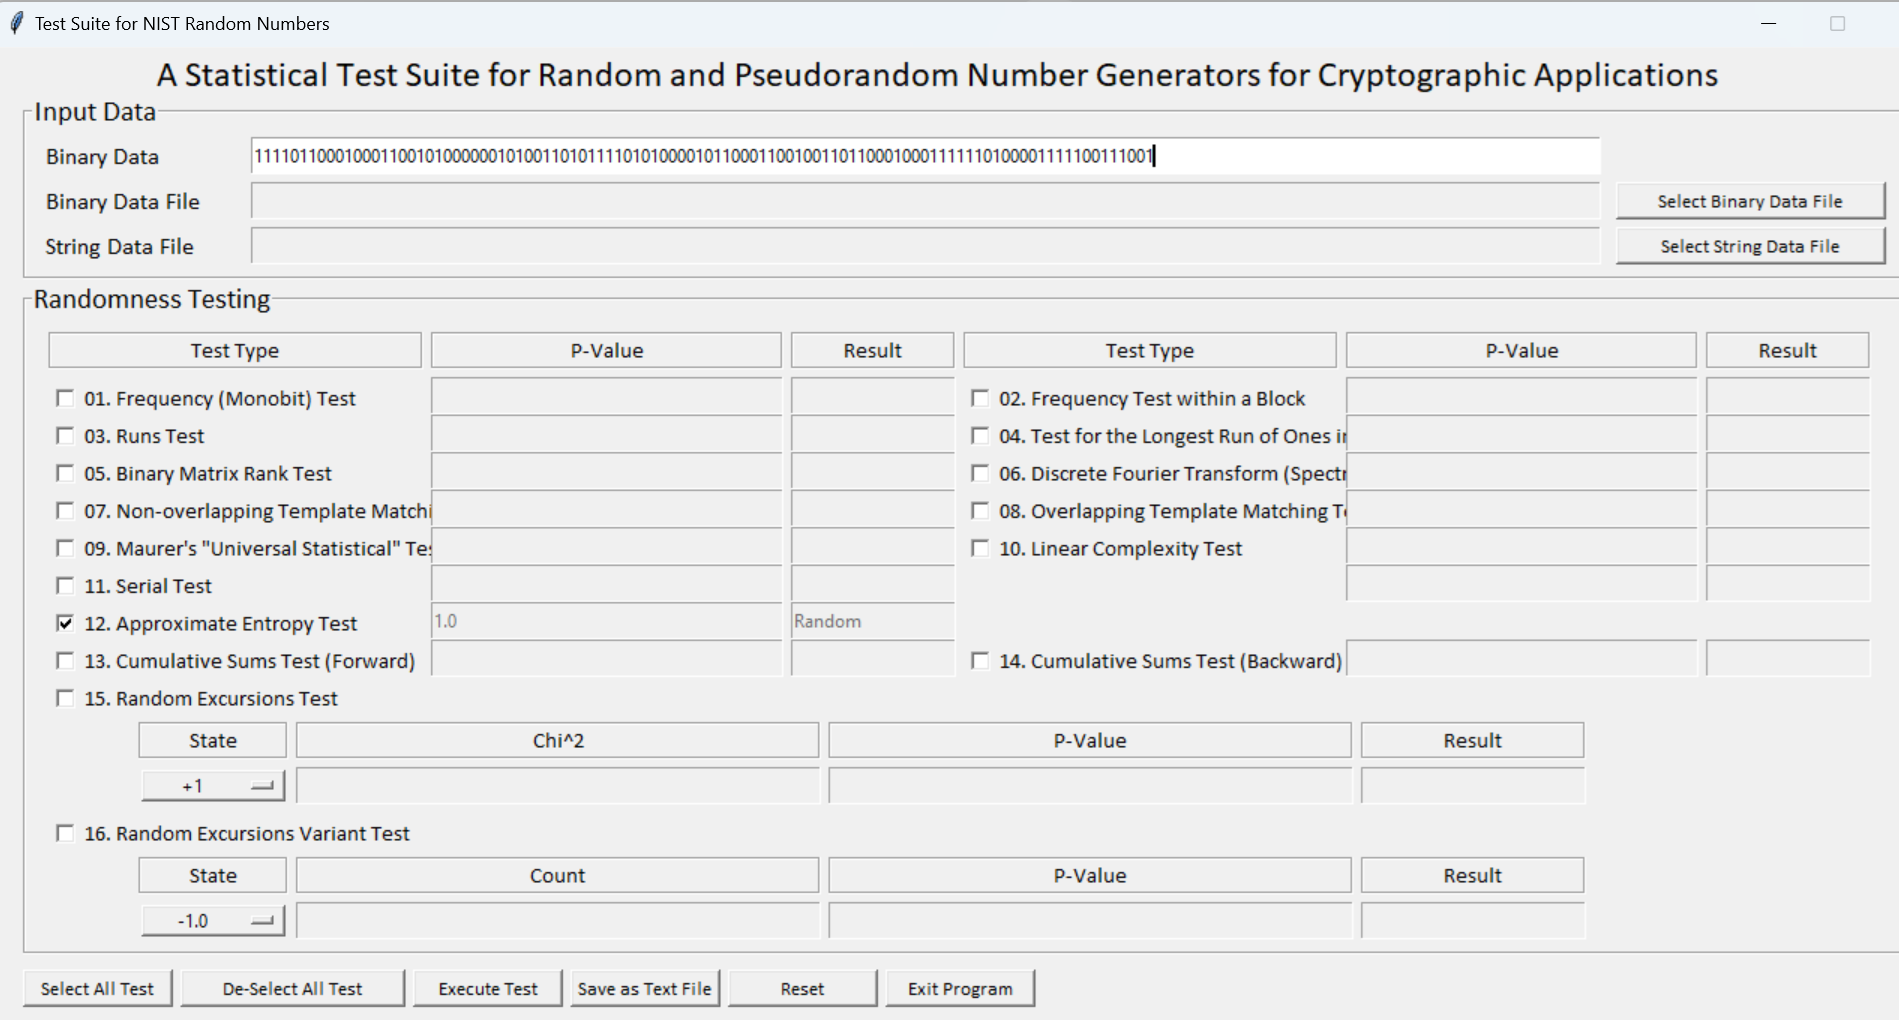 Test Suite for NIST Random Numbers
A Statistical Test Suite for Random and Pseudorandom Number Generators for Cryptographic Applications
Input Data
Binary Data
11110110001000110010101000000101001101011110101000010110001100100110110001000111111010000111110011100​1
Binary Data File
Select Binary Data File
String Data File
Select String Data File
Randomness Testing
Test Type P-Value Result Test Type P-Value Result
01. Frequency (Monobit) Test 02. Frequency Test within a Block
03. Runs Test 04. Test for the Longest Run of Ones in
05. Binary Matrix Rank Test 06. Discrete Fourier Transform (Spectr
07. Non-overlapping Template Matchi 08. Overlapping Template Matching Te
09. Maurer's "Universal Statistical" Tes 10. Linear Complexity Test
11. Serial Test
12. Approximate Entropy Test 1.0 Random
13. Cumulative Sums Test (Forward) 14. Cumulative Sums Test (Backward)
15. Random Excursions Test
State Chi^2 P-Value Result
+1
16. Random Excursions Variant Test
State Count P-Value Result
-1.0
Select All Test De-Select All Test Execute Test Save as Text File Reset Exit Program